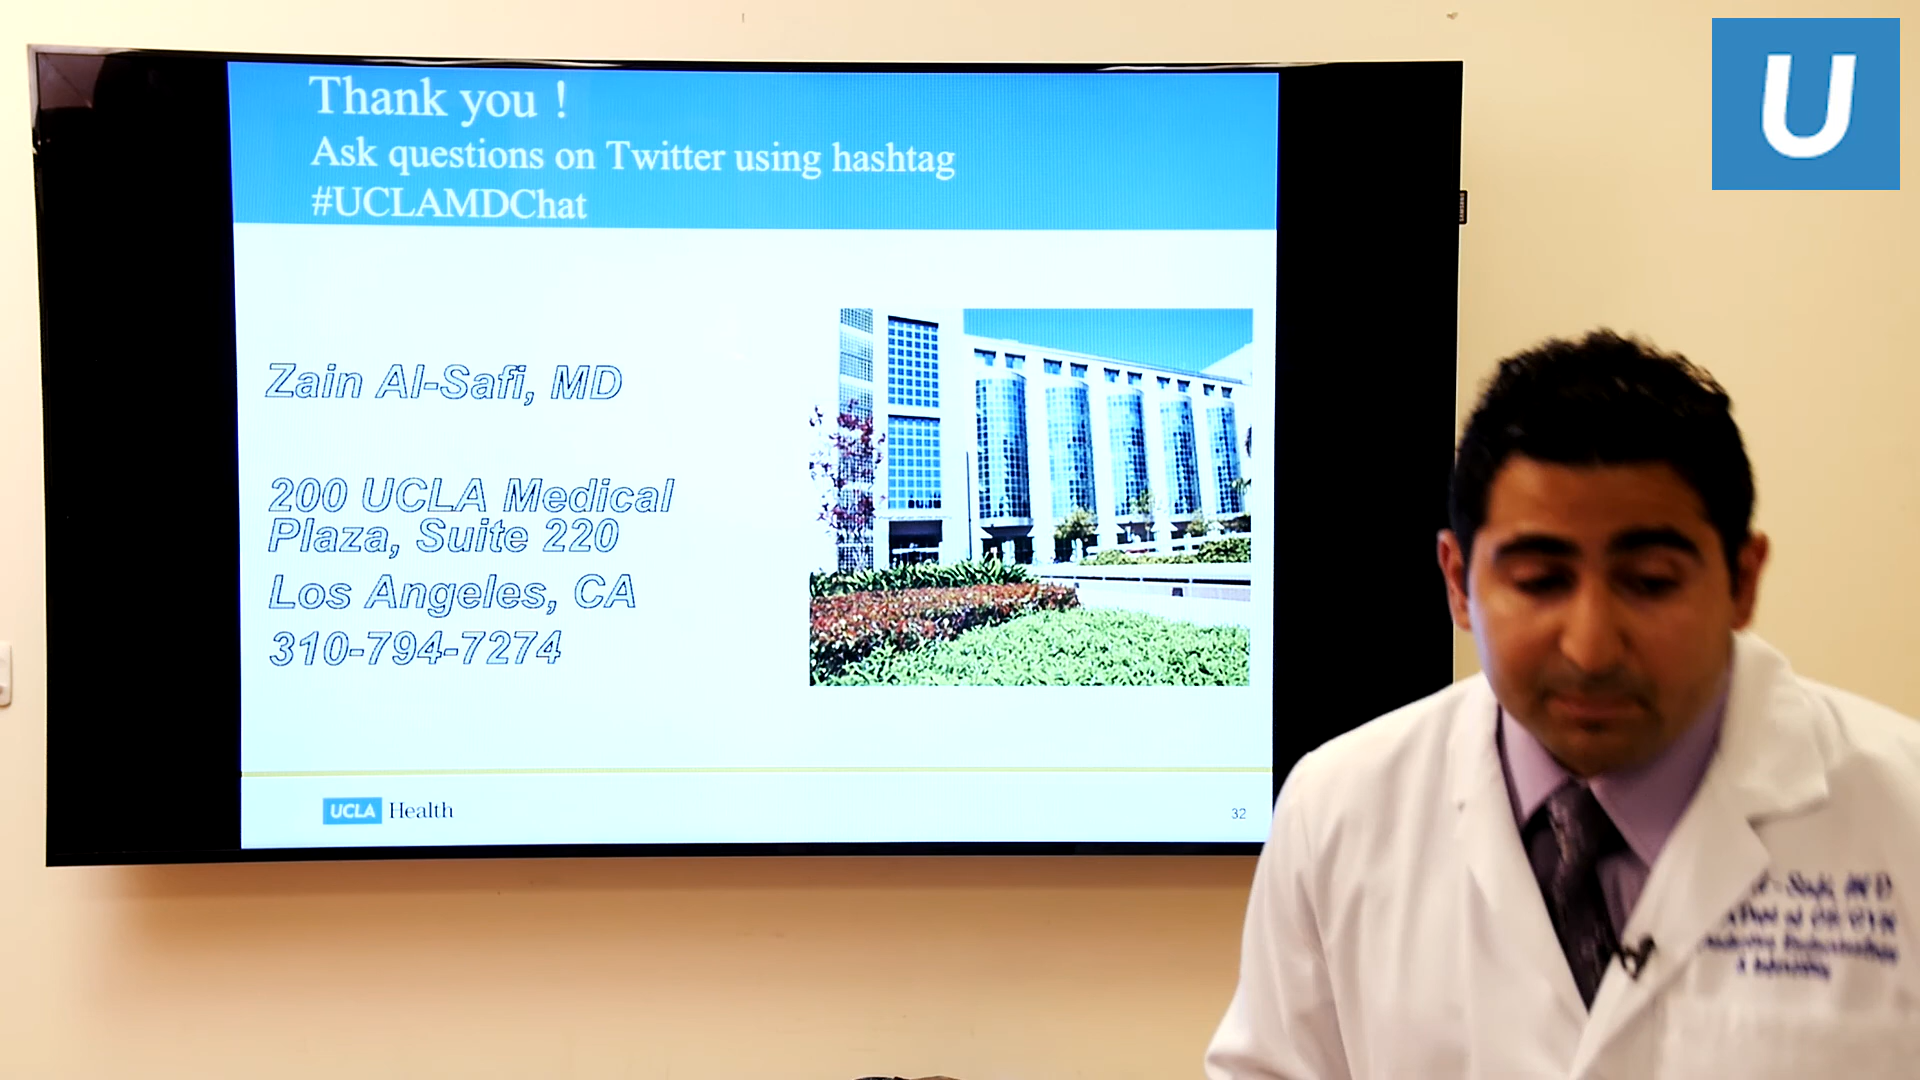 Thank you !
Ask questions on Twitter using hashtag
#UCLAMDChat
Zain Al-Safi, MD
200 UCLA Medical
Plaza, Suite 220
Los Angeles, CA
310-794-7274
UCLA Health
32
U
MD